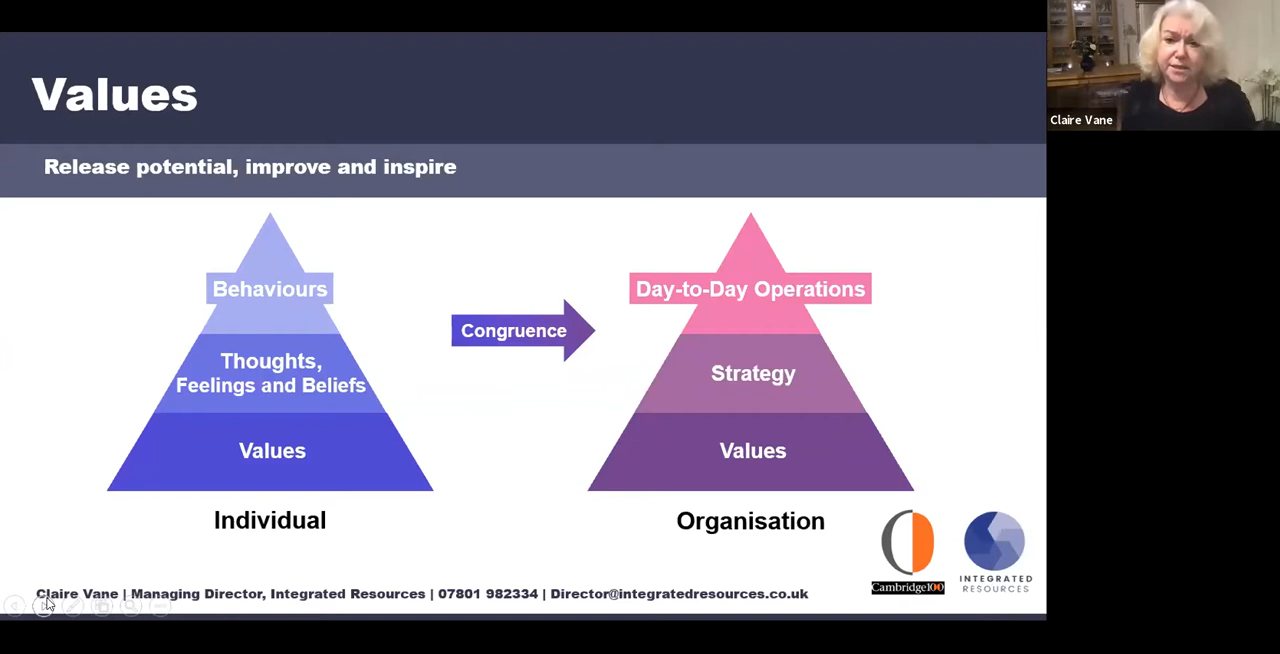 Values
Claire Vane
Release potential, improve and inspire
Behaviours
Thoughts,
Feelings and Beliefs
Values
Individual
Congruence
Day-to-Day Operations
Strategy
Values
Organisation
Cambridge100
INTEGRATED
RESOURCES
Claire Vane | Managing Director, Integrated Resources | 07801 982334 | Director@integratedresources.co.uk